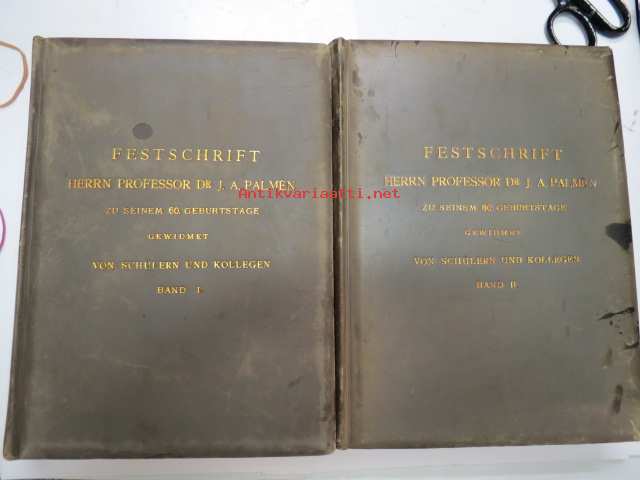 FESTSCHRIFT
HERRN PROFESSOR DR J. A. PALMÉN
ZU SEINEM 60. GEBURTSTAGE
GEWIDMET
VON SCHÜLERN UND KOLLEGEN
BAND I.
FESTSCHRIFT
HERRN PROFESSOR DR J. A. PALMÉN
ZU SEINEM 60. GEBURTSTAGE
GEWIDMET
VON SCHÜLERN UND KOLLEGEN
BAND II.
Antikvariaatti.net